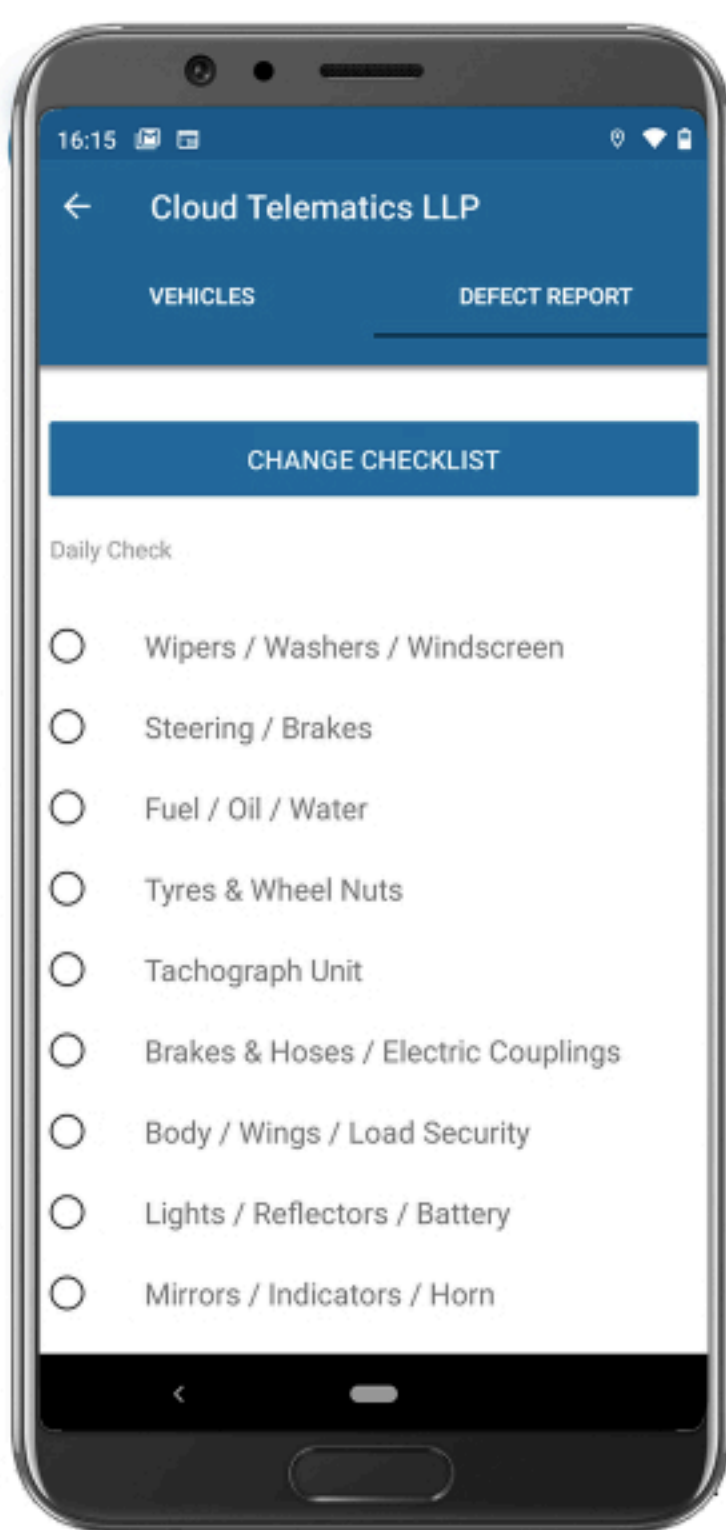 16:15
Cloud Telematics LLP
VEHICLES DEFECT REPORT
CHANGE CHECKLIST
Daily Check
Wipers / Washers / Windscreen
Steering / Brakes
Fuel / Oil / Water
Tyres & Wheel Nuts
Tachograph Unit
Brakes & Hoses / Electric Couplings
Body / Wings / Load Security
Lights / Reflectors / Battery
Mirrors / Indicators / Horn